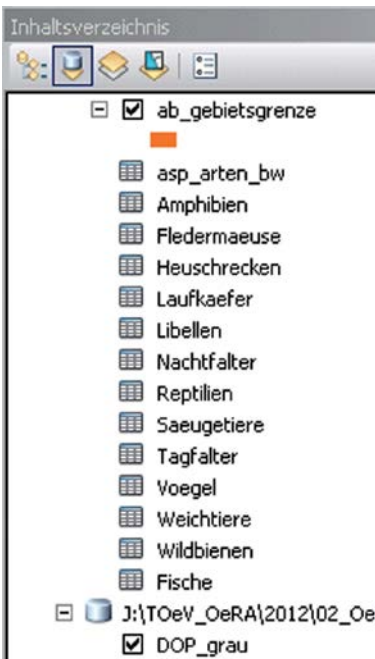 Inhaltsverzeichnis
ab_gebietsgrenze
asp_arten_bw
Amphibien
Fledermaeuse
Heuschrecken
Laufkaefer
Libellen
Nachtfalter
Reptilien
Saeugetiere
Tagfalter
Voegel
Weichtiere
Wildbienen
Fische
J:\TOeV_OeRA\2012\02_Oe
DOP_grau